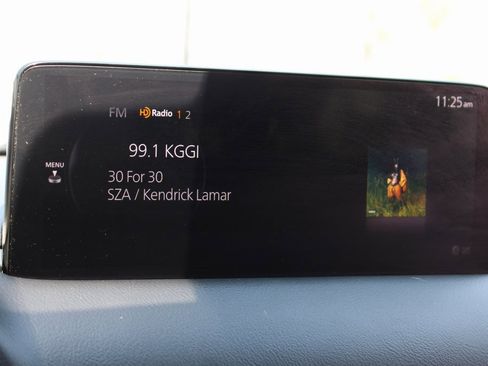 FM HD Radio 1 2
11:25 am
99.1 KGGI
MENU
30 For 30
SZA / Kendrick Lamar